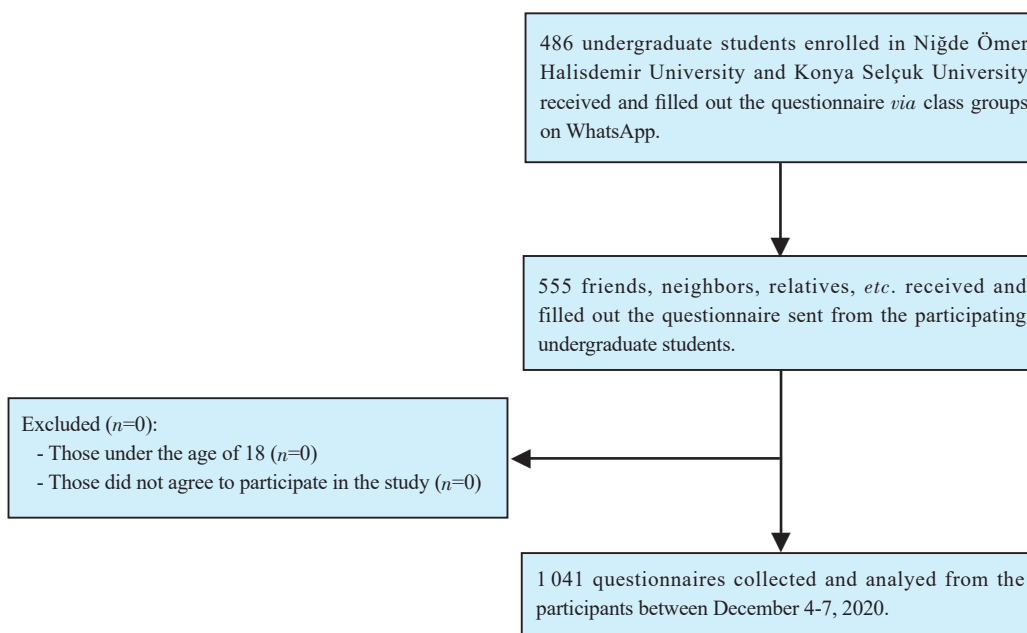 486 undergraduate students enrolled in Niğde Ömer
Halisdemir University and Konya Selçuk University
received and filled out the questionnaire via class groups
on WhatsApp.
555 friends, neighbors, relatives, etc. received and
filled out the questionnaire sent from the participating
undergraduate students.
Excluded (n=0):
- Those under the age of 18 (n=0)
- Those did not agree to participate in the study (n=0)
1 041 questionnaires collected and analyed from the
participants between December 4-7, 2020.